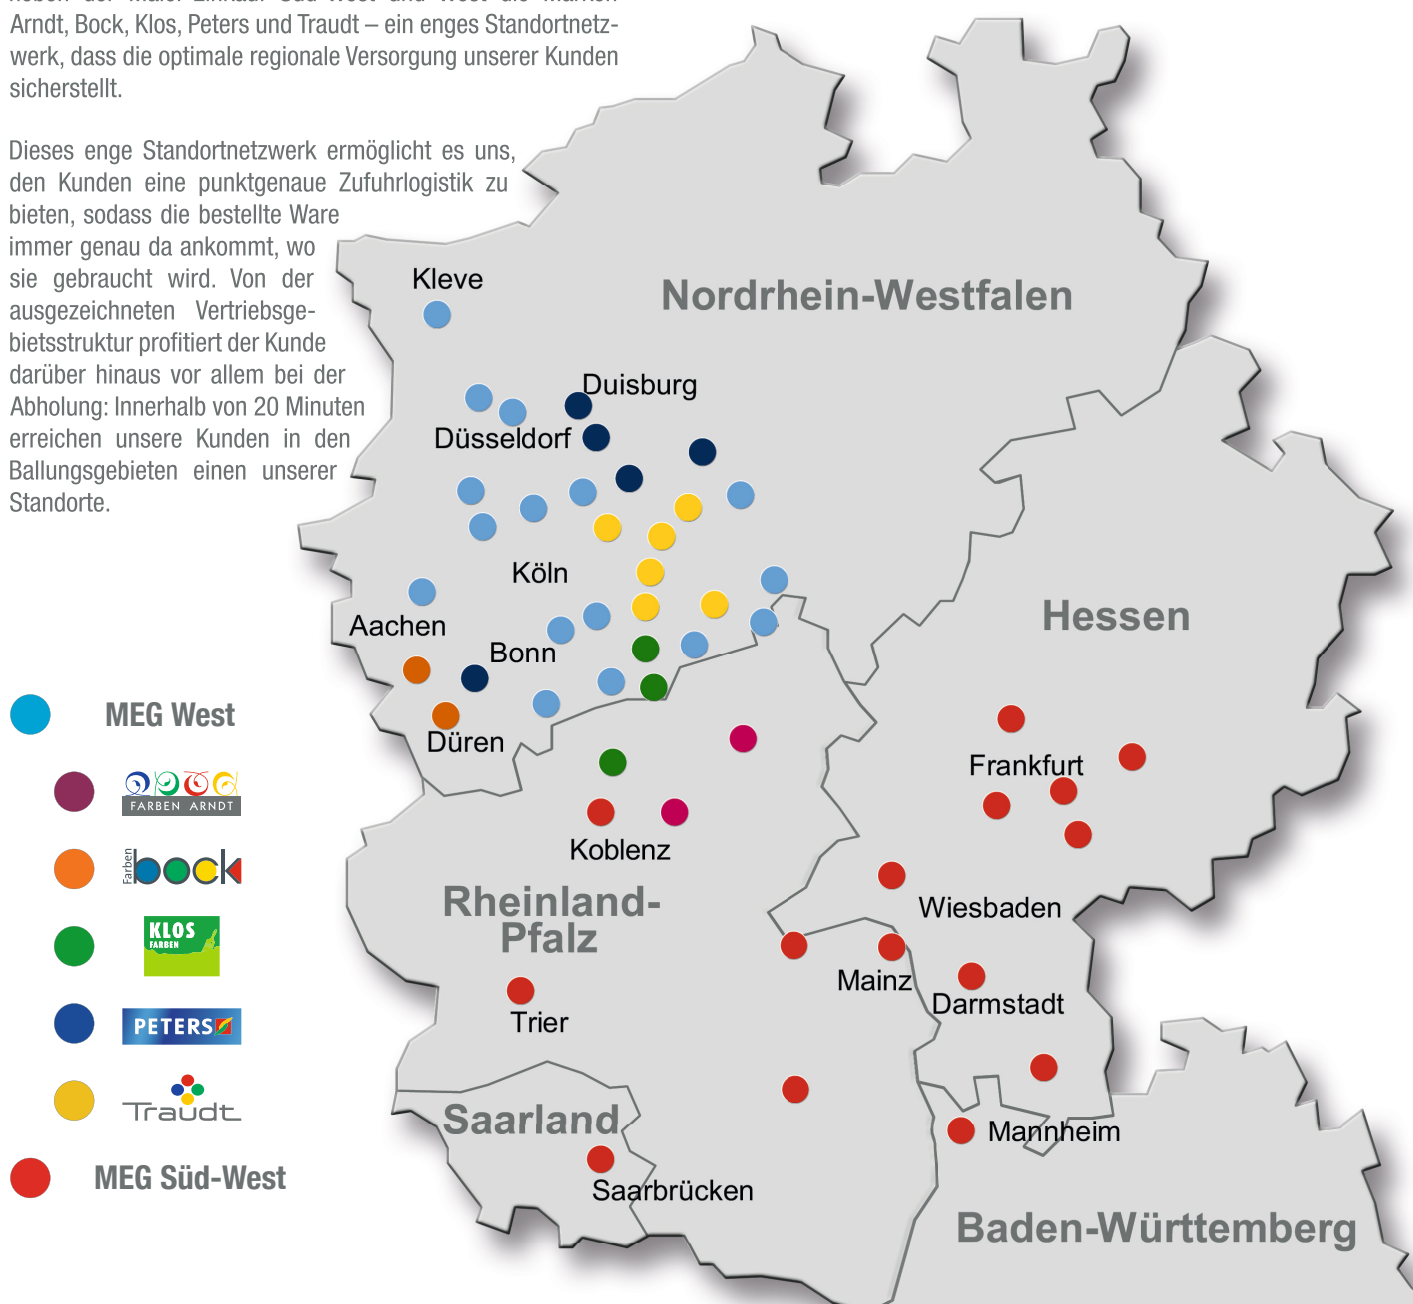 Arndt, Bock, Klos, Peters und Traudt – ein enges Standortnetz-
werk, dass die optimale regionale Versorgung unserer Kunden
sicherstellt.
Dieses enge Standortnetzwerk ermöglicht es uns,
den Kunden eine punktgenaue Zufuhrlogistik zu
bieten, sodass die bestellte Ware
immer genau da ankommt, wo
sie gebraucht wird. Von der
ausgezeichneten Vertriebsge-
bietsstruktur profitiert der Kunde
darüber hinaus vor allem bei der
Abholung: Innerhalb von 20 Minuten
erreichen unsere Kunden in den
Ballungsgebieten einen unserer
Standorte.
Kleve
Nordrhein-Westfalen
Duisburg
Düsseldorf
Köln
Aachen
Bonn
Düren
Hessen
Frankfurt
Koblenz
Rheinland-
Pfalz
Wiesbaden
Mainz
Darmstadt
Trier
Saarland
Mannheim
Saarbrücken
Baden-Württemberg
MEG West
FARBEN ARNDT
Farben bock
KLOS
FARBEN
PETERS
Traudt
MEG Süd-West